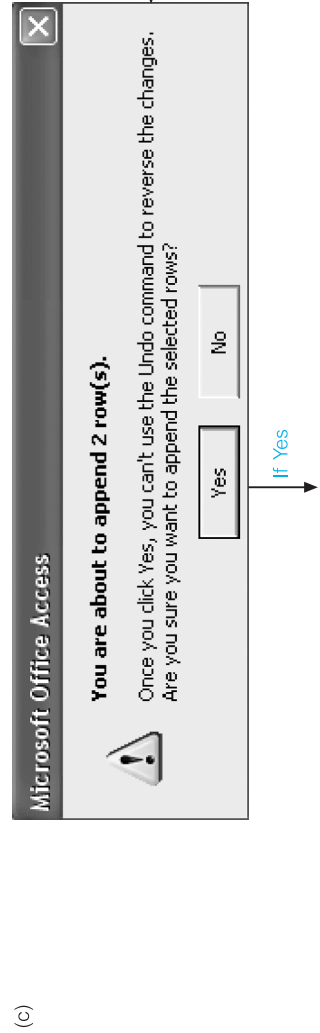 (c)
Microsoft Office Access
You are about to append 2 row(s).
Once you click Yes, you can't use the Undo command to reverse the changes.
Are you sure you want to append the selected rows?
Yes
No
If Yes